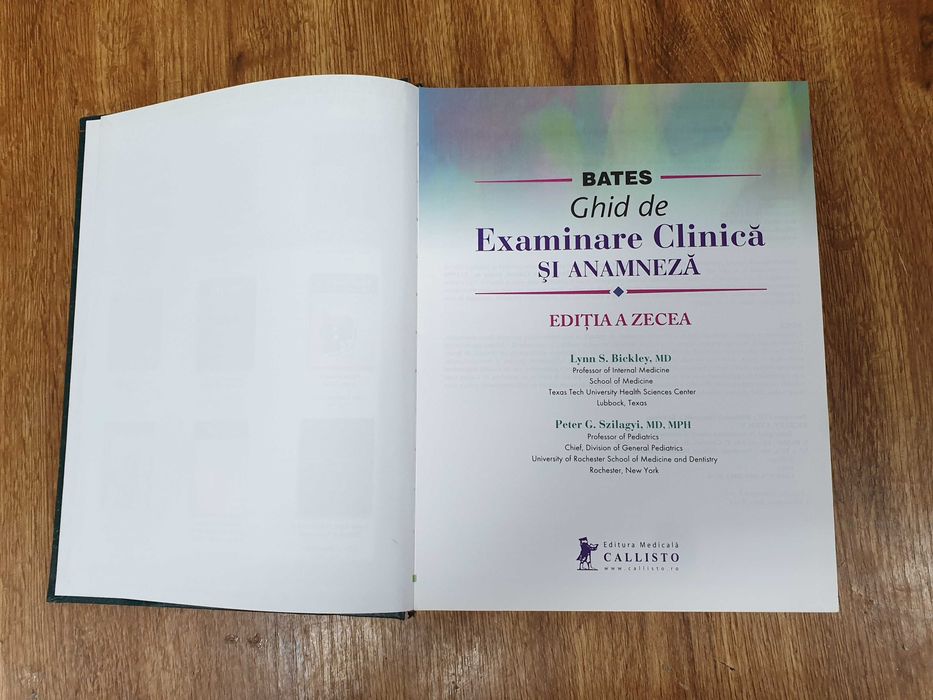 BATES
Ghid de
Examinare Clinică
ŞI ANAMNEZĂ
EDIŢIA A ZECEA
Lynn S. Bickley, MD
Professor of Internal Medicine
School of Medicine
Texas Tech University Health Sciences Center
Lubbock, Texas
Peter G. Szilagyi, MD, MPH
Professor of Pediatrics
Chief, Division of General Pediatrics
University of Rochester School of Medicine and Dentistry
Rochester, New York
Editura Medicală
CALLISTO
www.callisto.ro